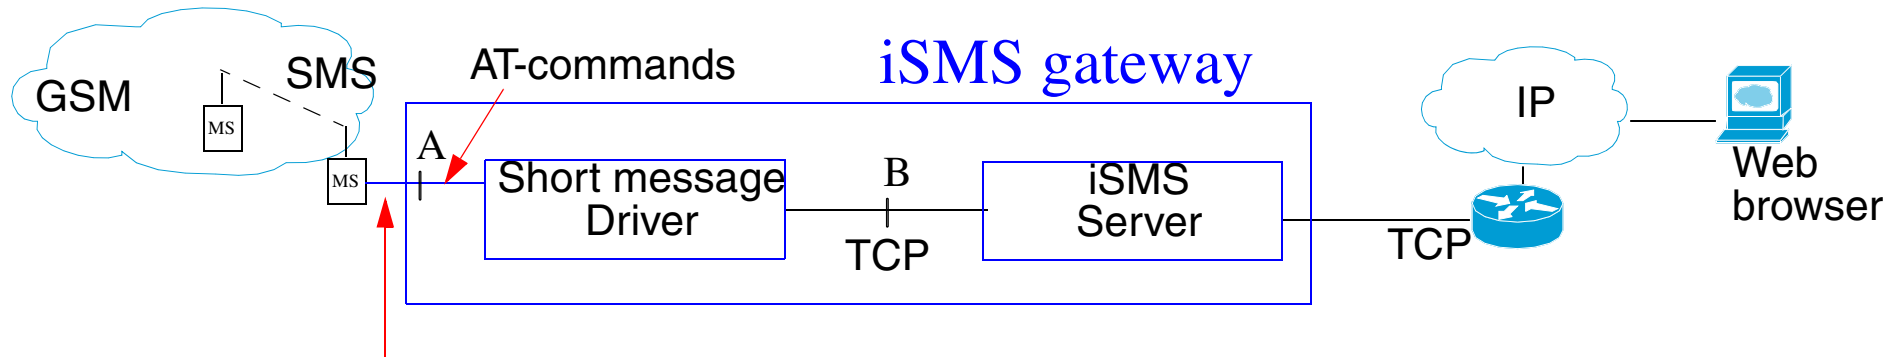 GSM
SMS
MS
MS
AT-commands
iSMS gateway
A
Short message
Driver
B
TCP
iSMS
Server
TCP
IP
Web
browser